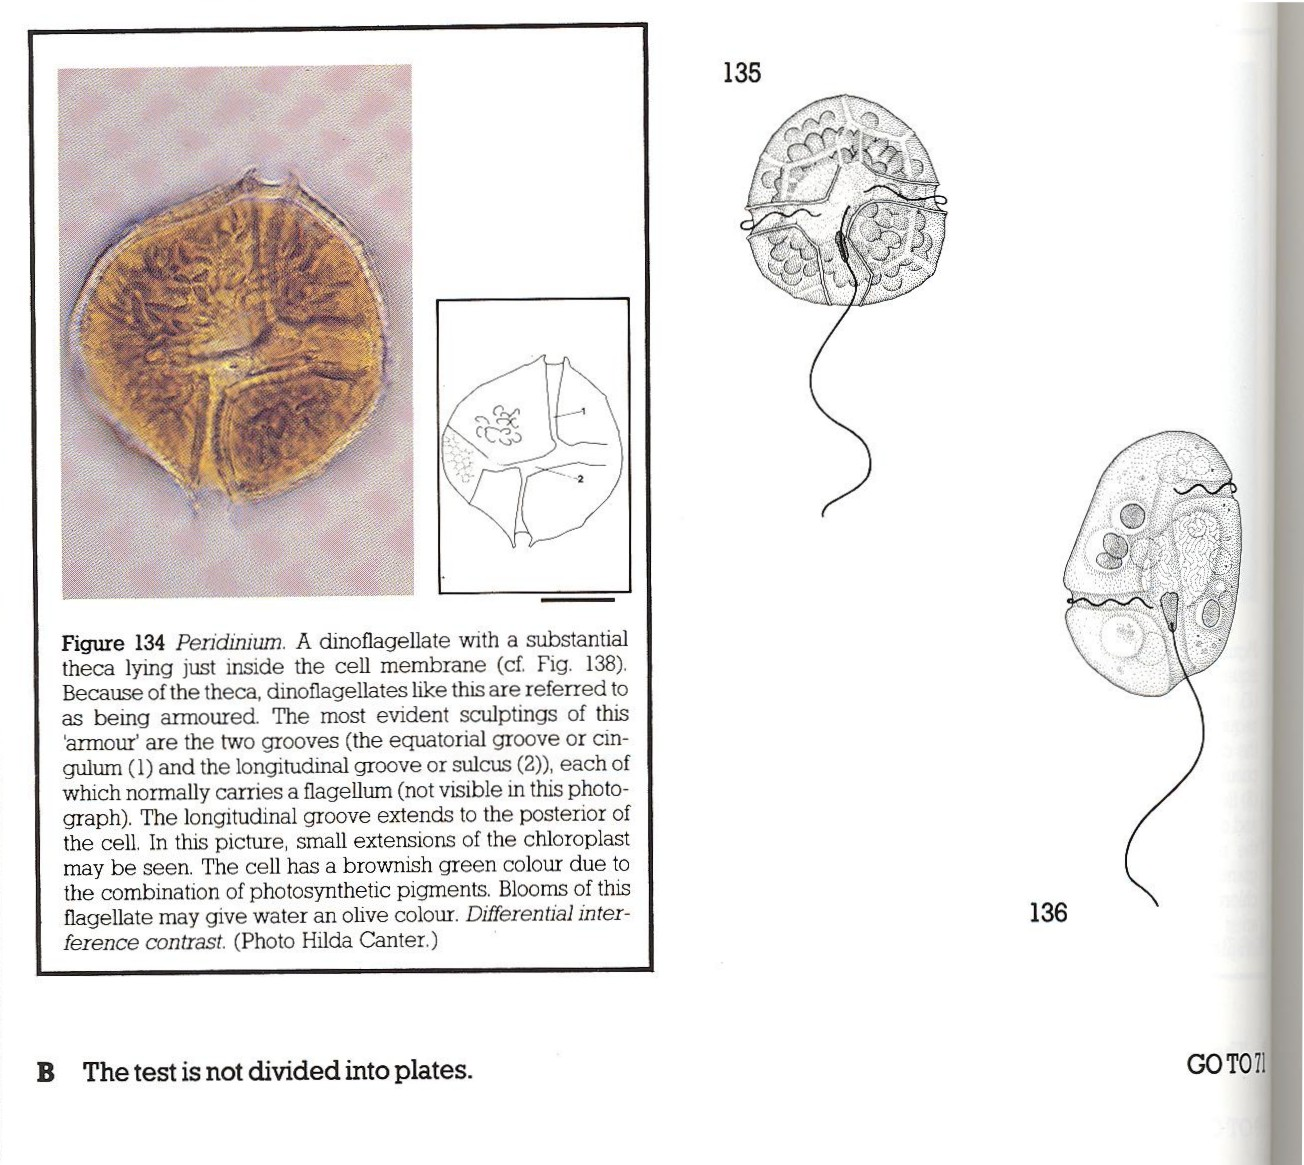 135
1
2
Figure 134 Peridinium. A dinoflagellate with a substantial
theca lying just inside the cell membrane (cf. Fig. 138).
Because of the theca, dinoflagellates like this are referred to
as being armoured. The most evident sculptings of this
'armour' are the two grooves (the equatorial groove or cin-
gulum (1) and the longitudinal groove or sulcus (2)), each of
which normally carries a flagellum (not visible in this photo-
graph). The longitudinal groove extends to the posterior of
the cell. In this picture, small extensions of the chloroplast
may be seen. The cell has a brownish green colour due to
the combination of photosynthetic pigments. Blooms of this
flagellate may give water an olive colour. Differential inter-
ference contrast. (Photo Hilda Canter.)
136
B The test is not divided into plates.
GO TO 71